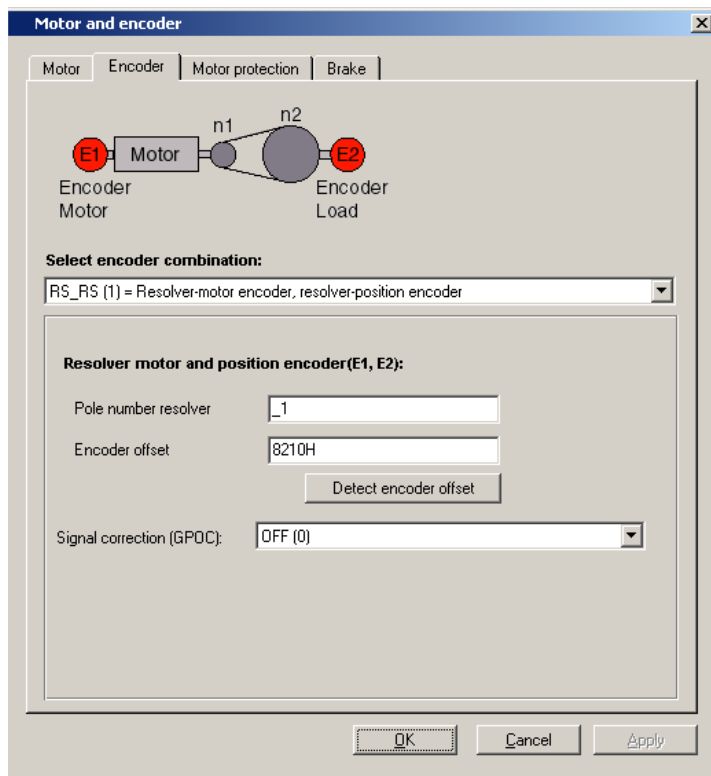 Motor and encoder
Motor Encoder Motor protection Brake
n1 n2
E1 Motor E2
Encoder Motor
Encoder Load
Select encoder combination:
RS_RS (1) = Resolver-motor encoder, resolver-position encoder
Resolver motor and position encoder(E1, E2):
Pole number resolver _1
Encoder offset 8210H
Detect encoder offset
Signal correction (GPOC): OFF (0)
OK Cancel Apply